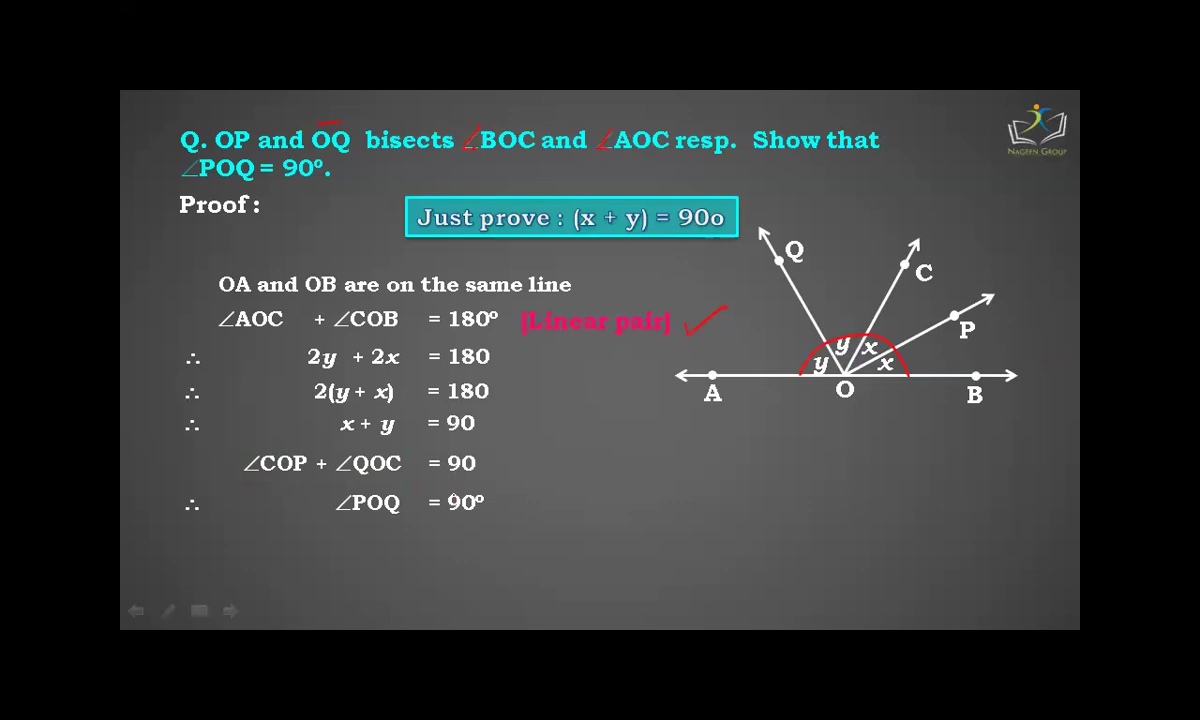 Q. OP and OQ bisects ∠BOC and ∠AOC resp. Show that
∠POQ = 90º.
Proof :
Just prove : (x + y) = 90o
OA and OB are on the same line
∠AOC + ∠COB = 180º [Linear pair]
∴ 2y + 2x = 180
∴ 2(y + x) = 180
∴ x + y = 90
∠COP + ∠QOC = 90
∴ ∠POQ = 90º
NAGEEN GROUP
Q
C
P
y x
y x
A O B